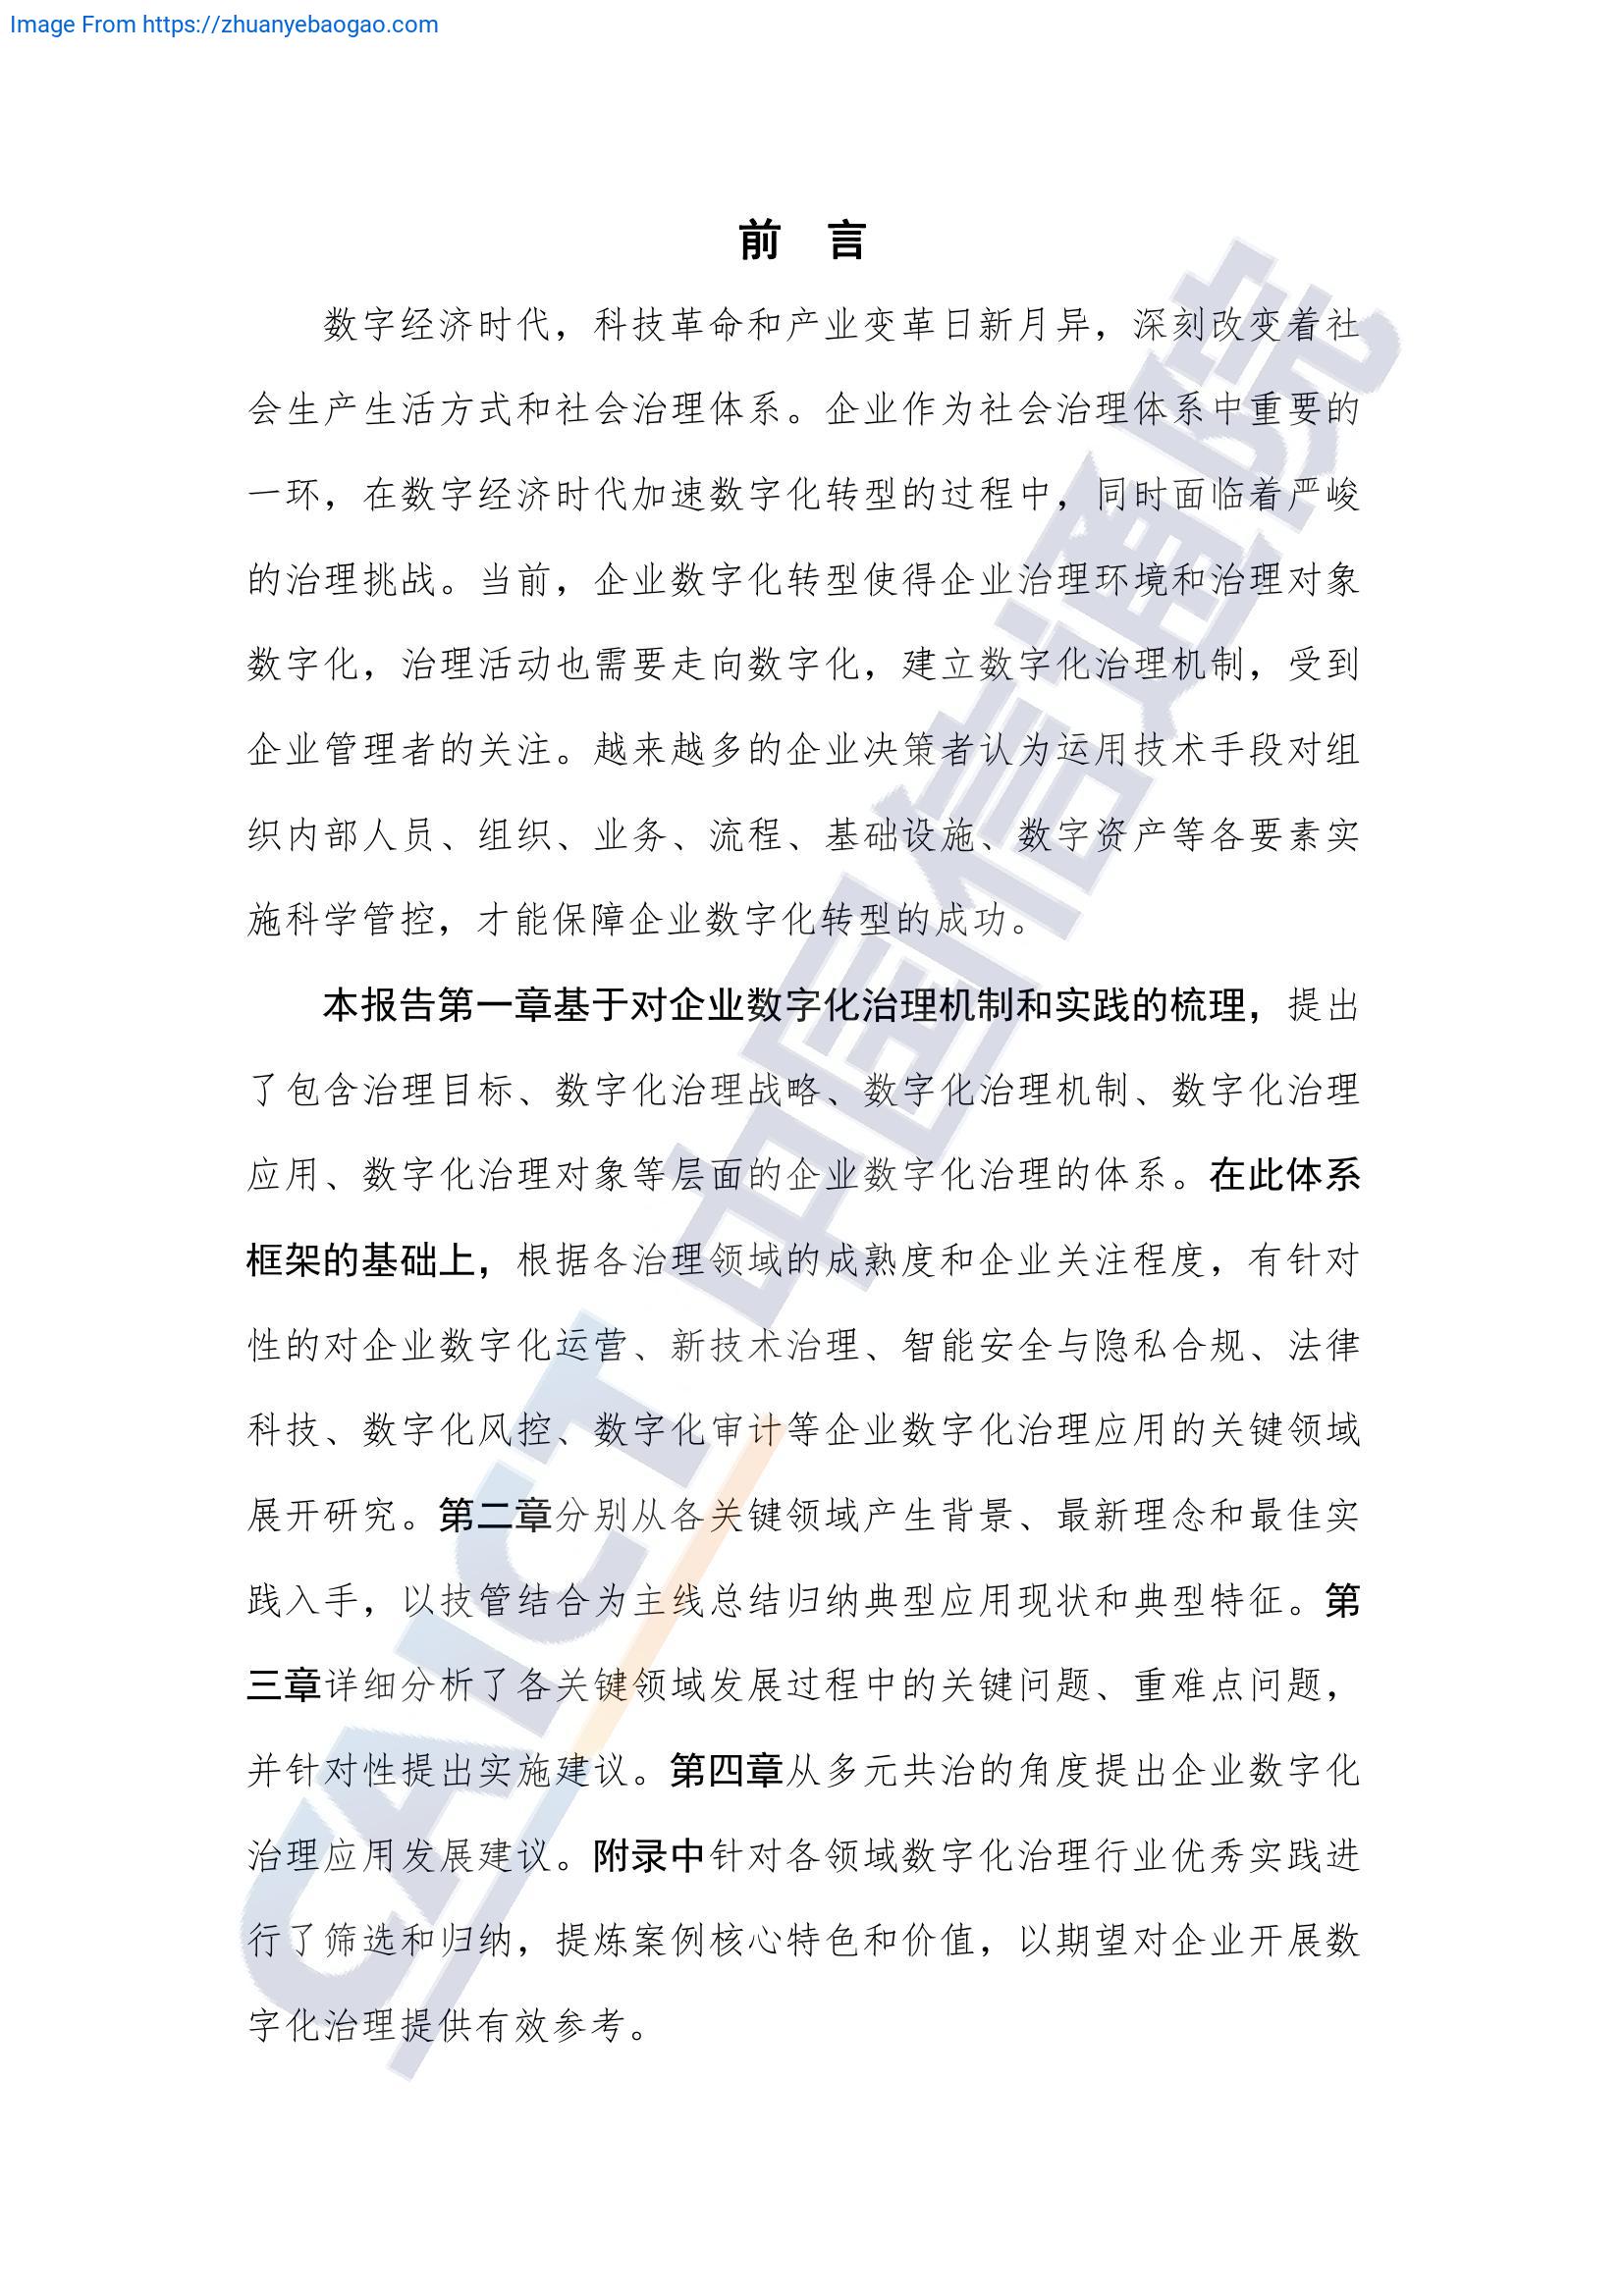 Image From https://zhuanyebaogao.com
前 言
数字经济时代，科技革命和产业变革日新月异，深刻改变着社
会生产生活方式和社会治理体系。企业作为社会治理体系中重要的
一环，在数字经济时代加速数字化转型的过程中，同时面临着严峻
的治理挑战。当前，企业数字化转型使得企业治理环境和治理对象
数字化，治理活动也需要走向数字化，建立数字化治理机制，受到
企业管理者的关注。越来越多的企业决策者认为运用技术手段对组
织内部人员、组织、业务、流程、基础设施、数字资产等各要素实
施科学管控，才能保障企业数字化转型的成功。
本报告第一章基于对企业数字化治理机制和实践的梳理，提出
了包含治理目标、数字化治理战略、数字化治理机制、数字化治理
应用、数字化治理对象等层面的企业数字化治理的体系。在此体系
框架的基础上，根据各治理领域的成熟度和企业关注程度，有针对
性的对企业数字化运营、新技术治理、智能安全与隐私合规、法律
科技、数字化风控、数字化审计等企业数字化治理应用的关键领域
展开研究。第二章分别从各关键领域产生背景、最新理念和最佳实
践入手，以技管结合为主线总结归纳典型应用现状和典型特征。第
三章详细分析了各关键领域发展过程中的关键问题、重难点问题，
并针对性提出实施建议。第四章从多元共治的角度提出企业数字化
治理应用发展建议。附录中针对各领域数字化治理行业优秀实践进
行了筛选和归纳，提炼案例核心特色和价值，以期望对企业开展数
字化治理提供有效参考。
CAICT 中国信通院